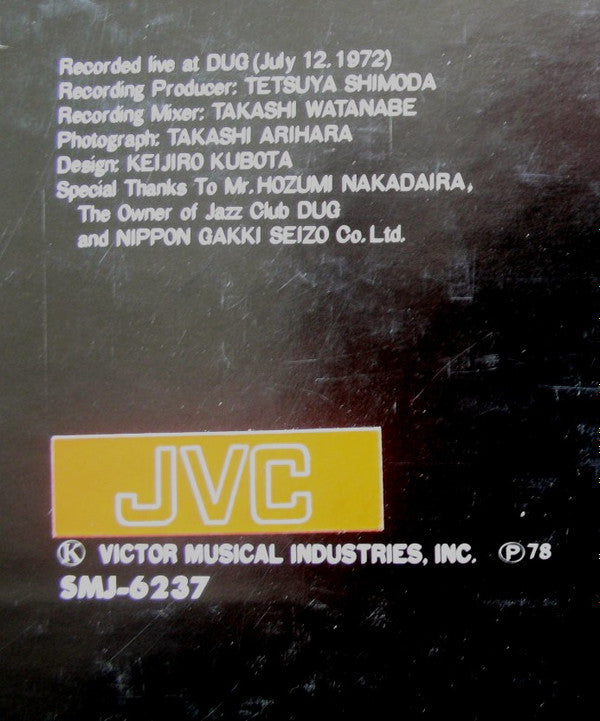 Recorded live at DUG (July 12. 1972)
Recording Producer: TETSUYA SHIMODA
Recording Mixer: TAKASHI WATANABE
Photograph: TAKASHI ARIHARA
Design: KEIJIRO KUBOTA
Special Thanks To Mr. HOZUMI NAKADAIRA,
The Owner of Jazz Club DUG
and NIPPON GAKKI SEIZO Co. Ltd.
JVC
Ⓚ VICTOR MUSICAL INDUSTRIES, INC. Ⓟ78
SMJ-6237